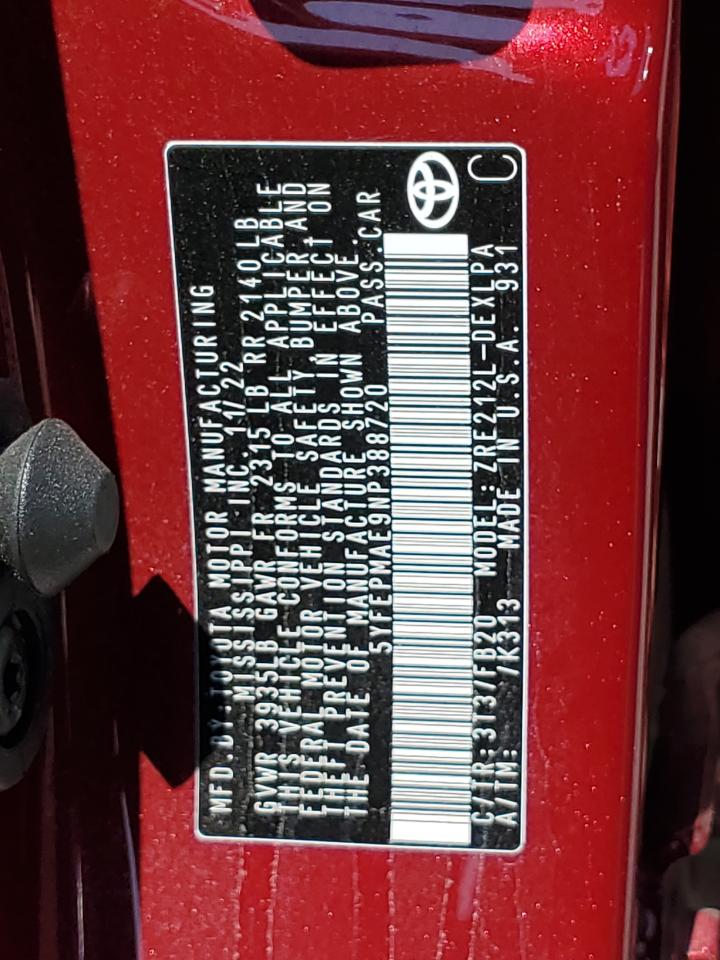 MFD.BY:TOYOTA MOTOR MANUFACTURING
MISSISSIPPI INC. 11/22
GVWR 3935LB GAWR FR 2315 LB RR 2140 LB
THIS VEHICLE CONFORMS TO ALL APPLICABLE
FEDERAL MOTOR VEHICLE SAFETY, BUMPER, AND
THEFT PREVENTION STANDARDS IN EFFECT ON
THE DATE OF MANUFACTURE SHOWN ABOVE.
5YFEPMAE9NP388720 PASS.CAR
C/TR:3T3/FB20 MODEL:ZRE212L-DEXLPA
A/TM: /K313 MADE IN U.S.A. 931
C